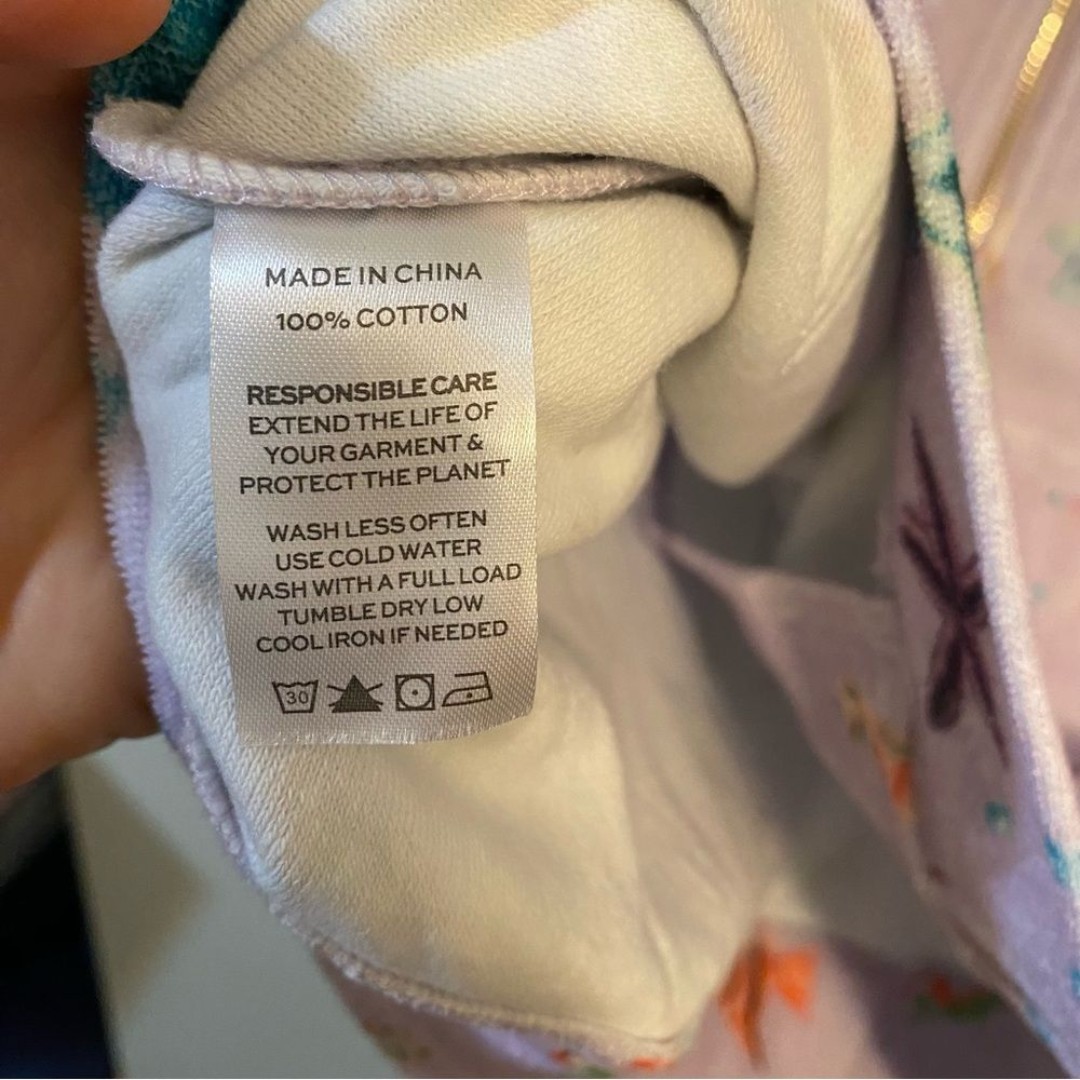 MADE IN CHINA
100% COTTON
RESPONSIBLE CARE
EXTEND THE LIFE OF
YOUR GARMENT &
PROTECT THE PLANET
WASH LESS OFTEN
USE COLD WATER
WASH WITH A FULL LOAD
TUMBLE DRY LOW
COOL IRON IF NEEDED
30